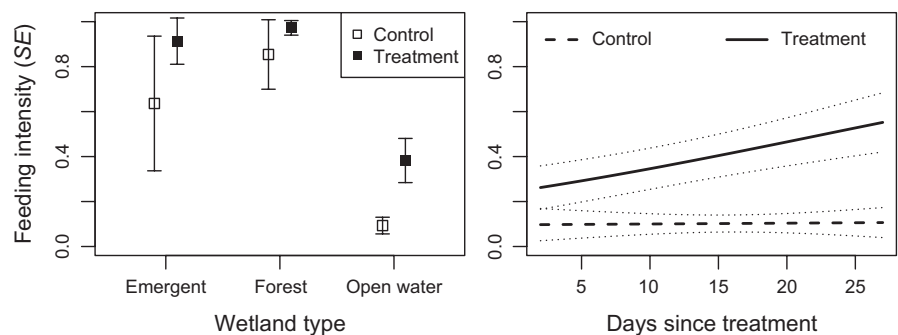 Feeding intensity (SE)
0.0
0.4
0.8
Control
Treatment
Emergent
Forest
Open water
Wetland type
0.0
0.4
0.8
Control
Treatment
5
10
15
20
25
Days since treatment